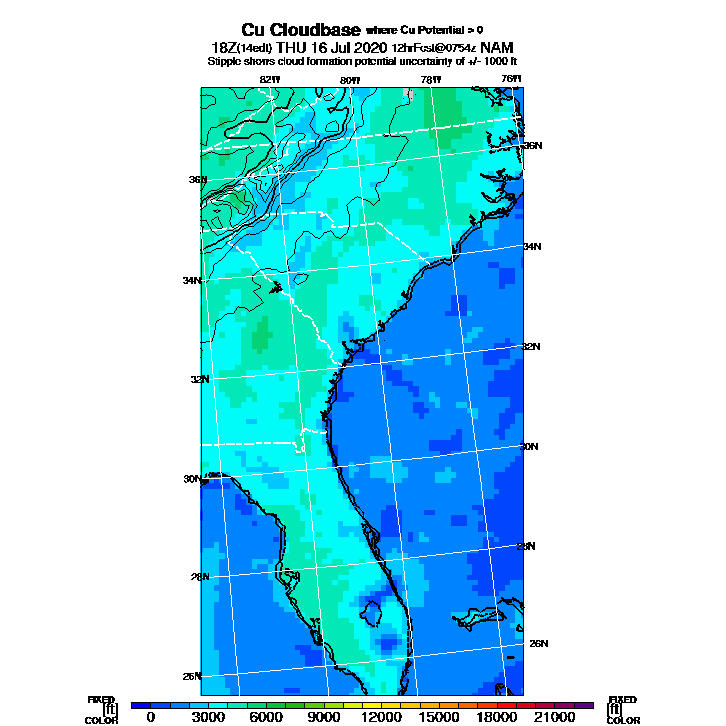 Cu Cloudbase where Cu Potential > 0
18Z(14edt) THU 16 Jul 2020 12hrFcst@0754z NAM
Stipple shows cloud formation potential uncertainty of +/- 1000 ft
82W 80W 78W 76W
36N 36N
34N 34N
32N 32N
30N 30N
28N 28N
26N 26N
FIXED FIXED
[ft] [ft]
COLOR 0 3000 6000 9000 12000 15000 18000 21000 COLOR